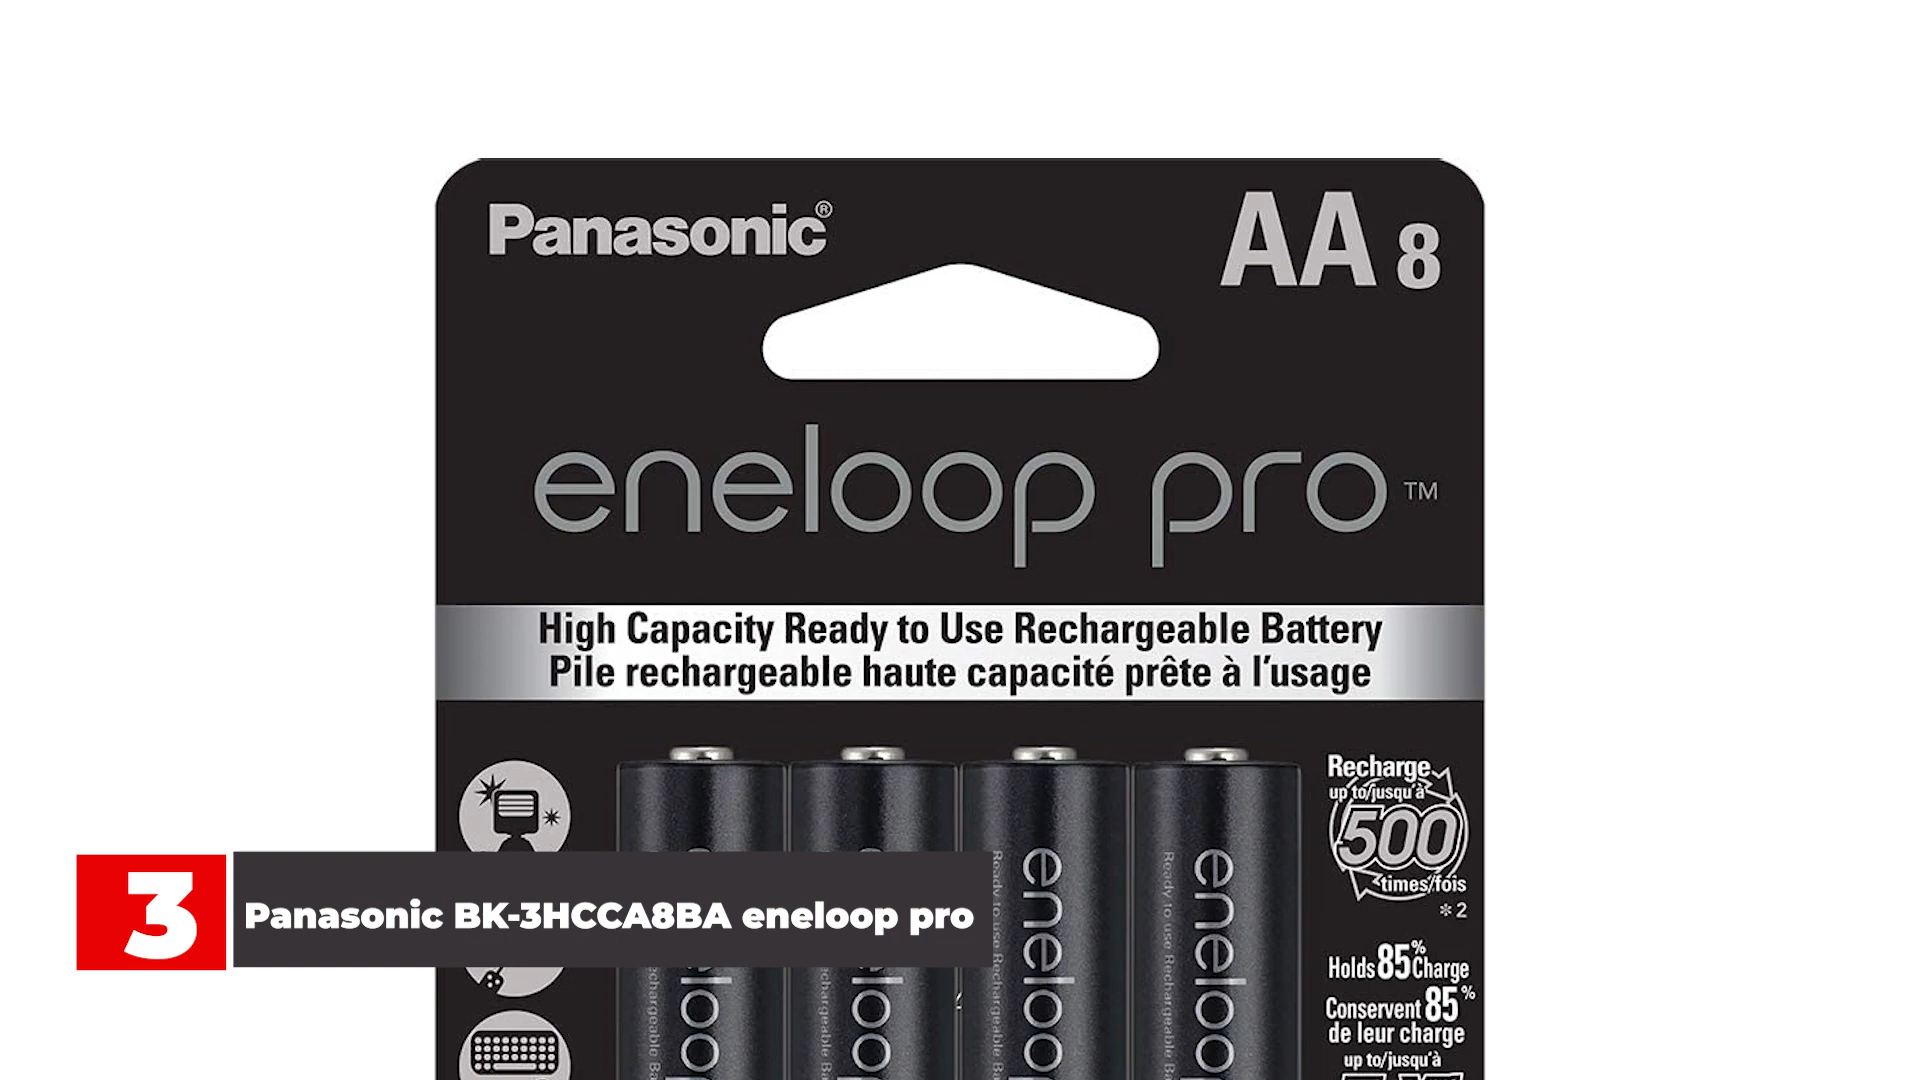 Panasonic®
AA 8
eneloop pro™
High Capacity Ready to Use Rechargeable Battery
Pile rechargeable haute capacité prête à l'usage
Recharge
up to/jusqu'à
500
times/fois
*2
Holds 85% Charge
Conservent 85%
de leur charge
up to/jusqu'à
3
Panasonic BK-3HCCA8BA eneloop pro
eneloop
Ready to use Rechargeable
eneloop
Ready to use Rechargeable